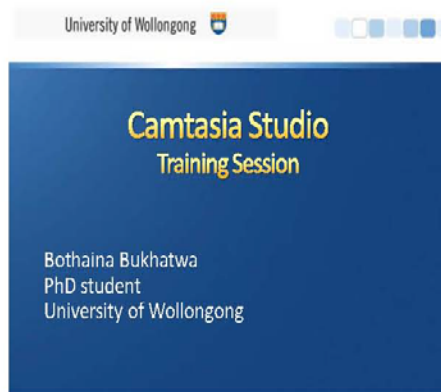 University of Wollongong
Camtasia Studio
Training Session
Bothaina Bukhatwa
PhD student
University of Wollongong